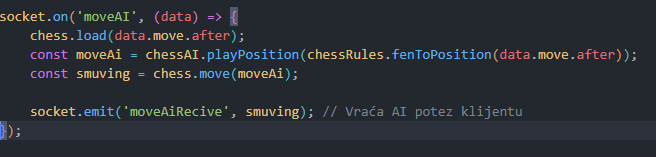 socket.on('moveAI', (data) => {
chess.load(data.move.after);
const moveAi = chessAI.playPosition(chessRules.fenToPosition(data.move.after));
const smuving = chess.move(moveAi);
socket.emit('moveAiRecive', smuving); // Vraća AI potez klijentu
});